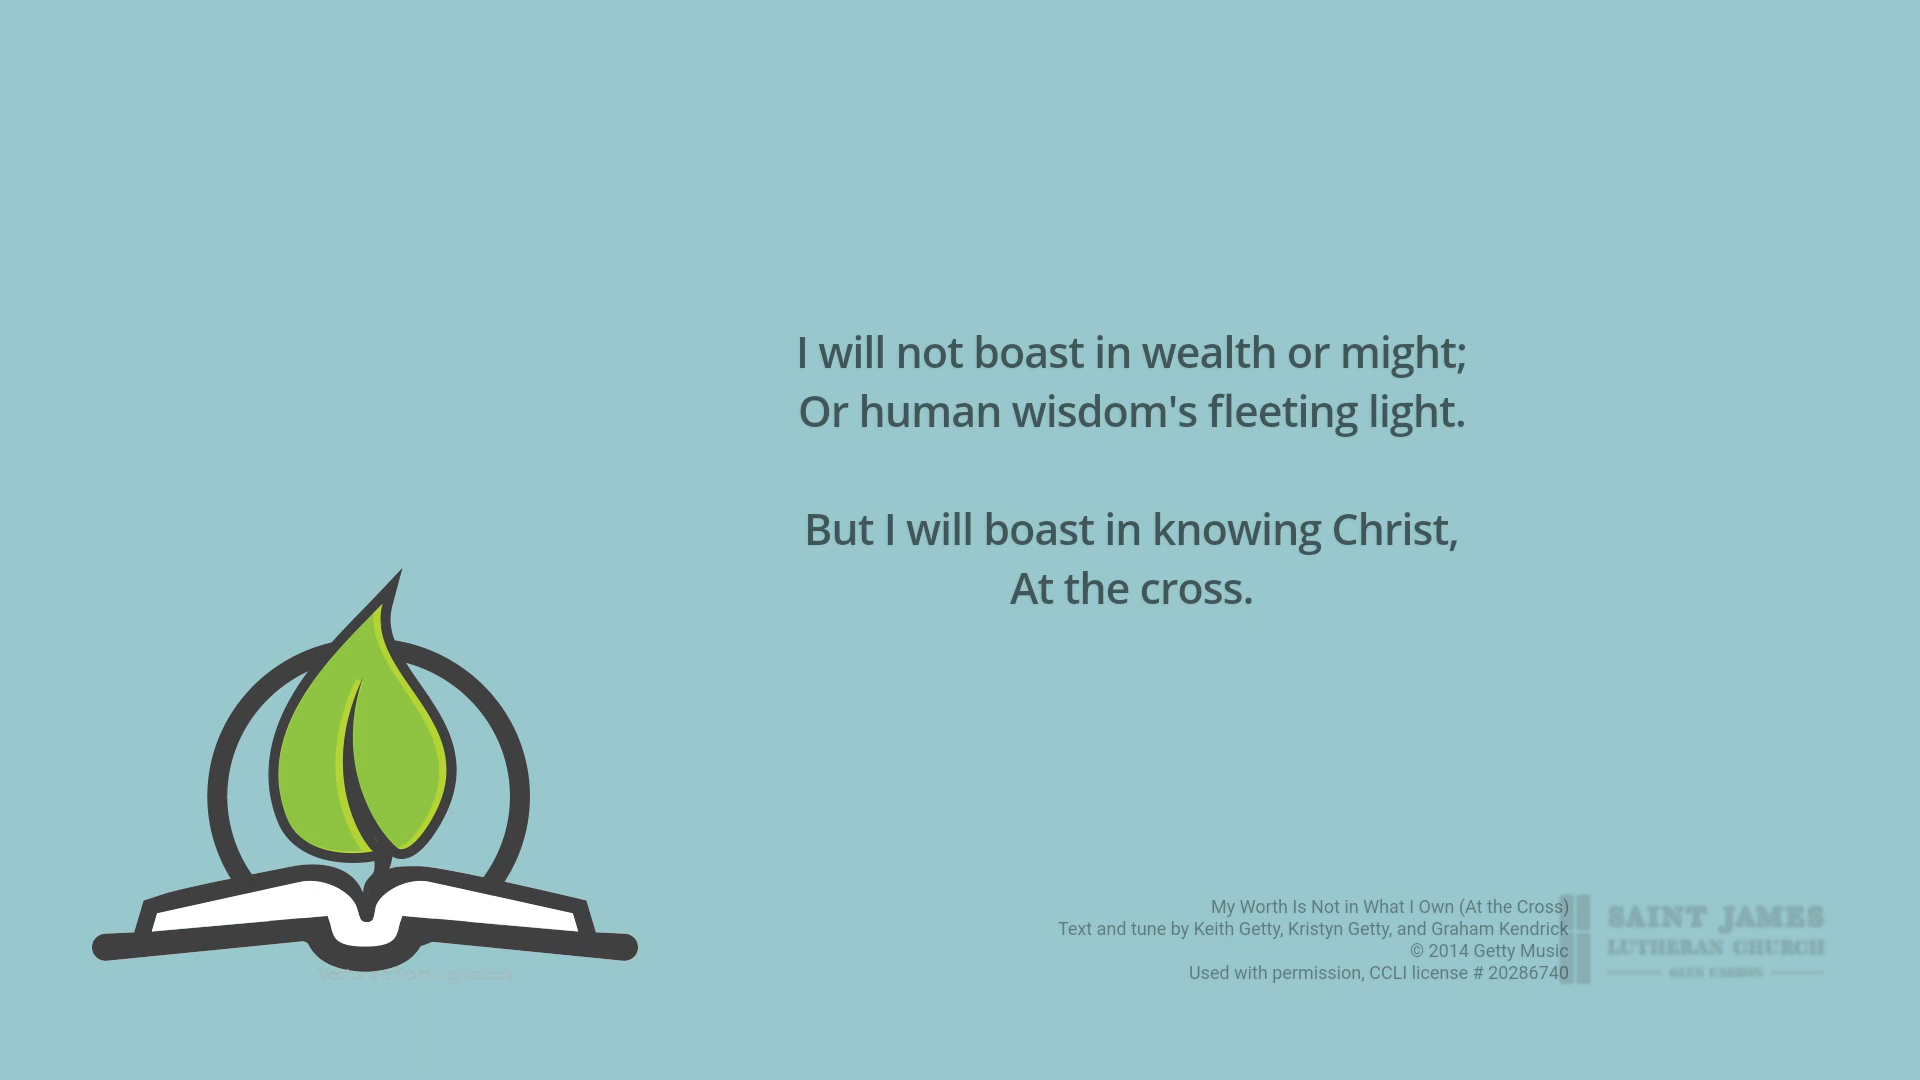 I will not boast in wealth or might;
Or human wisdom's fleeting light.
But I will boast in knowing Christ,
At the cross.
My Worth Is Not in What I Own (At the Cross)
Text and tune by Keith Getty, Kristyn Getty, and Graham Kendrick
© 2014 Getty Music
Used with permission, CCLI license # 20286740
SAINT JAMES
LUTHERAN CHURCH
GLEN CARBON